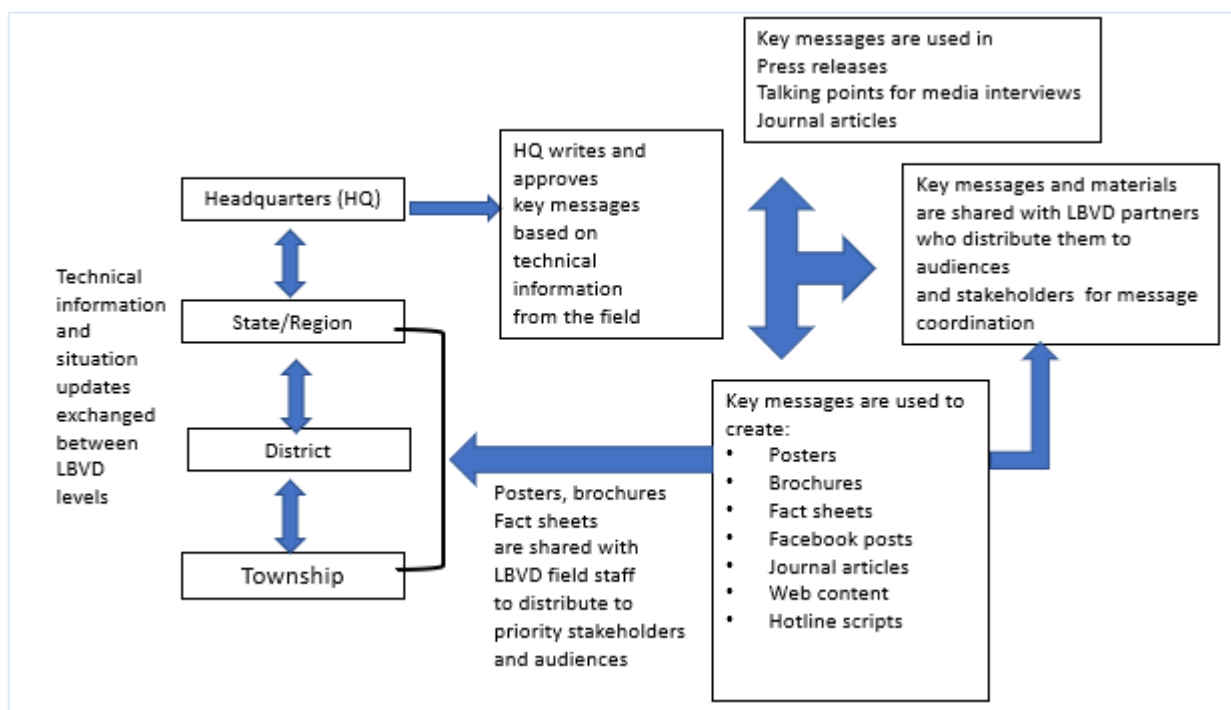 Key messages are used in
Press releases
Talking points for media interviews
Journal articles
HQ writes and
approves
key messages
based on
technical
information
from the field
Key messages and materials
are shared with LBVD partners
who distribute them to
audiences
and stakeholders for message
coordination
Headquarters (HQ)
State/Region
District
Township
Technical
information
and
situation
updates
exchanged
between
LBVD
levels
Posters, brochures
Fact sheets
are shared with
LBVD field staff
to distribute to
priority stakeholders
and audiences
Key messages are used to
create:
• Posters
• Brochures
• Fact sheets
• Facebook posts
• Journal articles
• Web content
• Hotline scripts